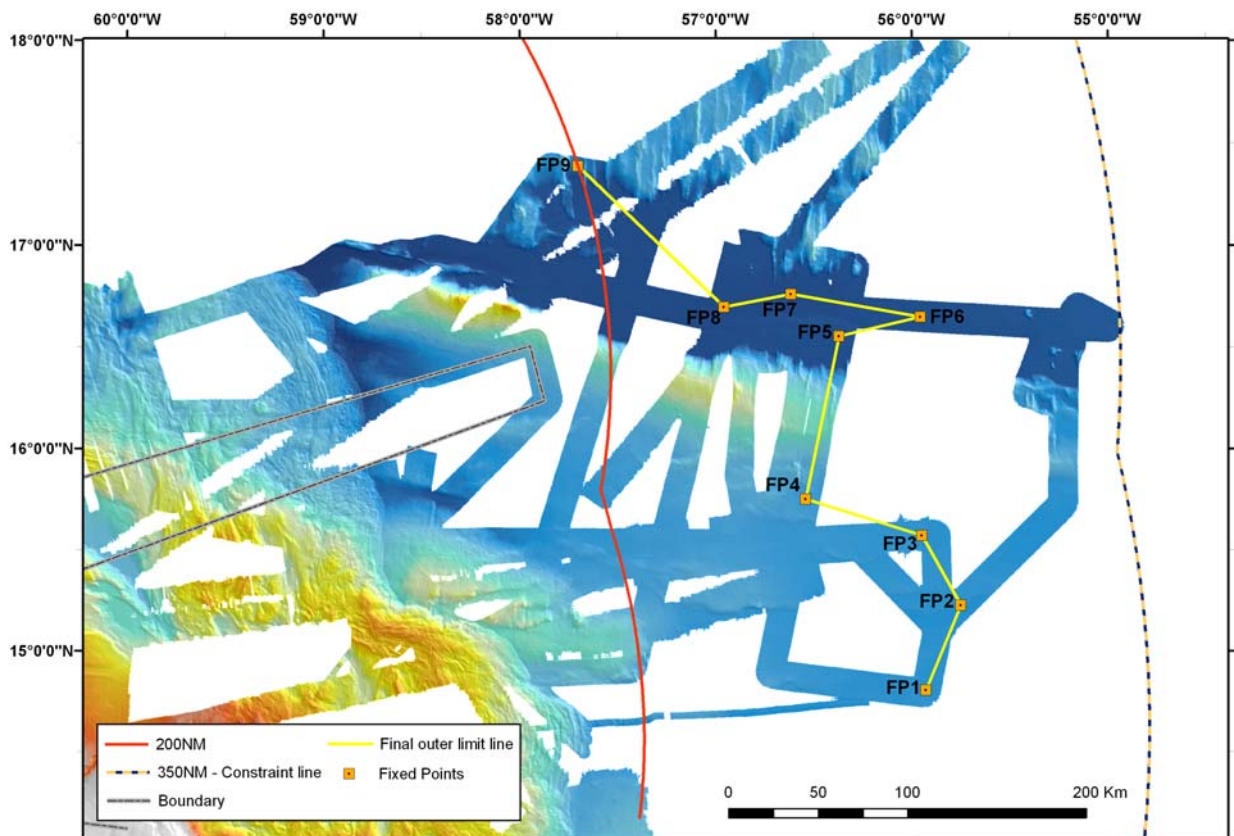 60°0'0"W 59°0'0"W 58°0'0"W 57°0'0"W 56°0'0"W 55°0'0"W
18°0'0"N
FP9
17°0'0"N
FP8
FP7
FP6
FP5
16°0'0"N
FP4
FP3
FP2
15°0'0"N
FP1
200NM
Final outer limit line
350NM - Constraint line
Fixed Points
Boundary
0 50 100 200 Km